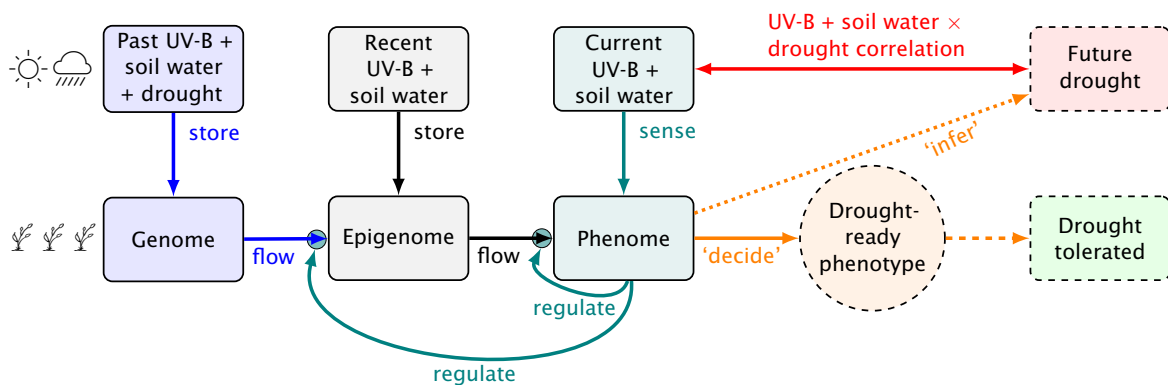 Past UV-B +
soil water
+ drought
Recent
UV-B +
soil water
Current
UV-B +
soil water
UV-B + soil water ×
drought correlation
Future
drought
store
store
sense
‘infer’
Genome
flow
Epigenome
flow
Phenome
‘decide’
Drought-
ready
phenotype
Drought
tolerated
regulate
regulate